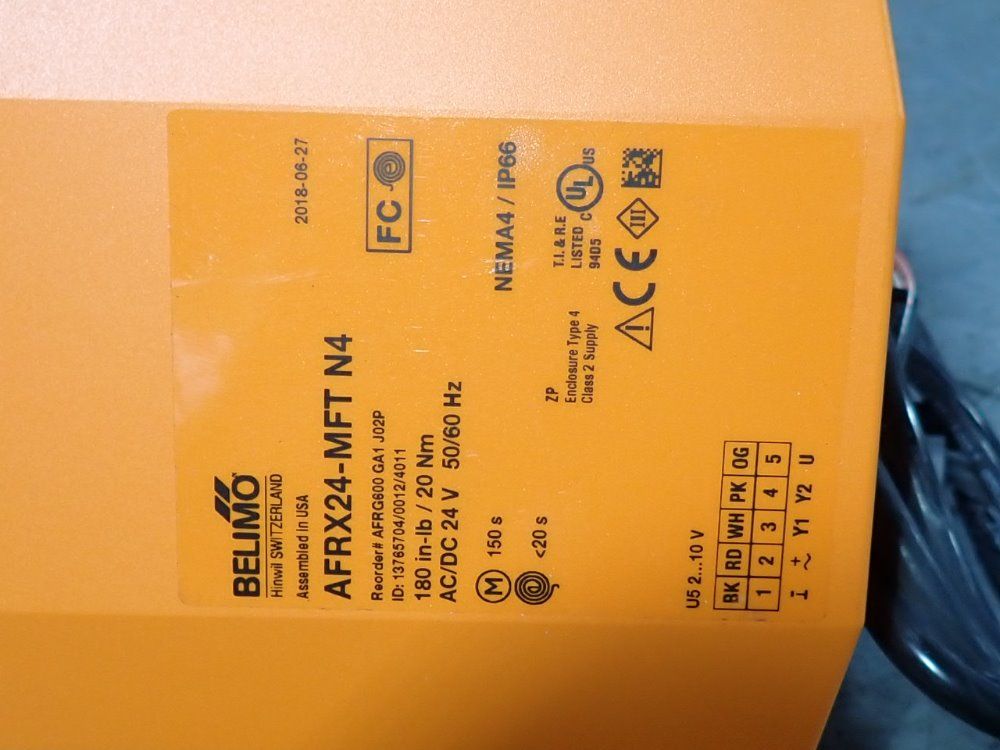 BELIMO
Hinwil SWITZERLAND
Assembled in USA
2018-06-27
AFRX24-MFT N4
Reorder# AFRG600 GA1 J02P
ID: 13765704/0012/4011
FC
180 in-lb / 20 Nm
AC/DC 24 V 50/60 Hz
M 150 s
NEMA4 / IP66
<20 s
ZP
Enclosure Type 4
Class 2 Supply
T.I. & R.E
LISTED
94D5
C UL US
CE
III
U5 2...10 V
BK RD WH PK OG
1 2 3 4 5
⊥ ~ + Y1 Y2 U